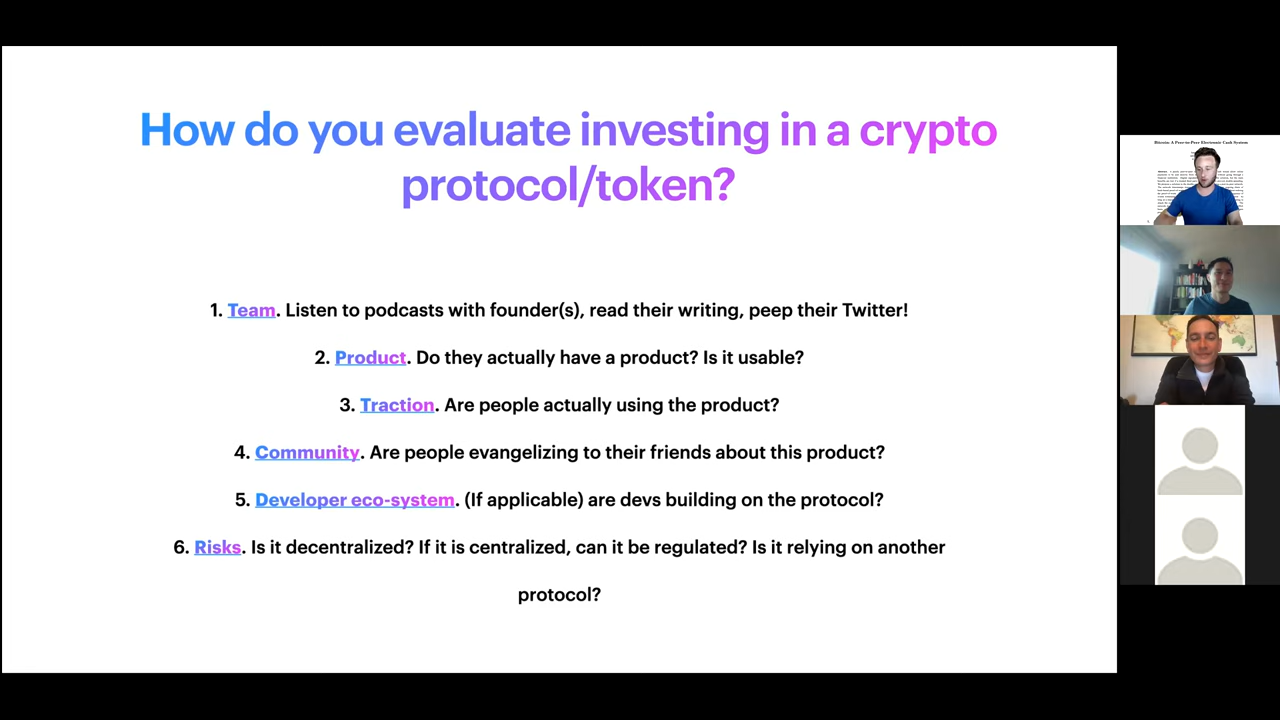 How do you evaluate investing in a crypto
protocol/token?
1. Team. Listen to podcasts with founder(s), read their writing, peep their Twitter!
2. Product. Do they actually have a product? Is it usable?
3. Traction. Are people actually using the product?
4. Community. Are people evangelizing to their friends about this product?
5. Developer eco-system. (If applicable) are devs building on the protocol?
6. Risks. Is it decentralized? If it is centralized, can it be regulated? Is it relying on another
protocol?
Bitcoin: A Peer-to-Peer Electronic Cash System